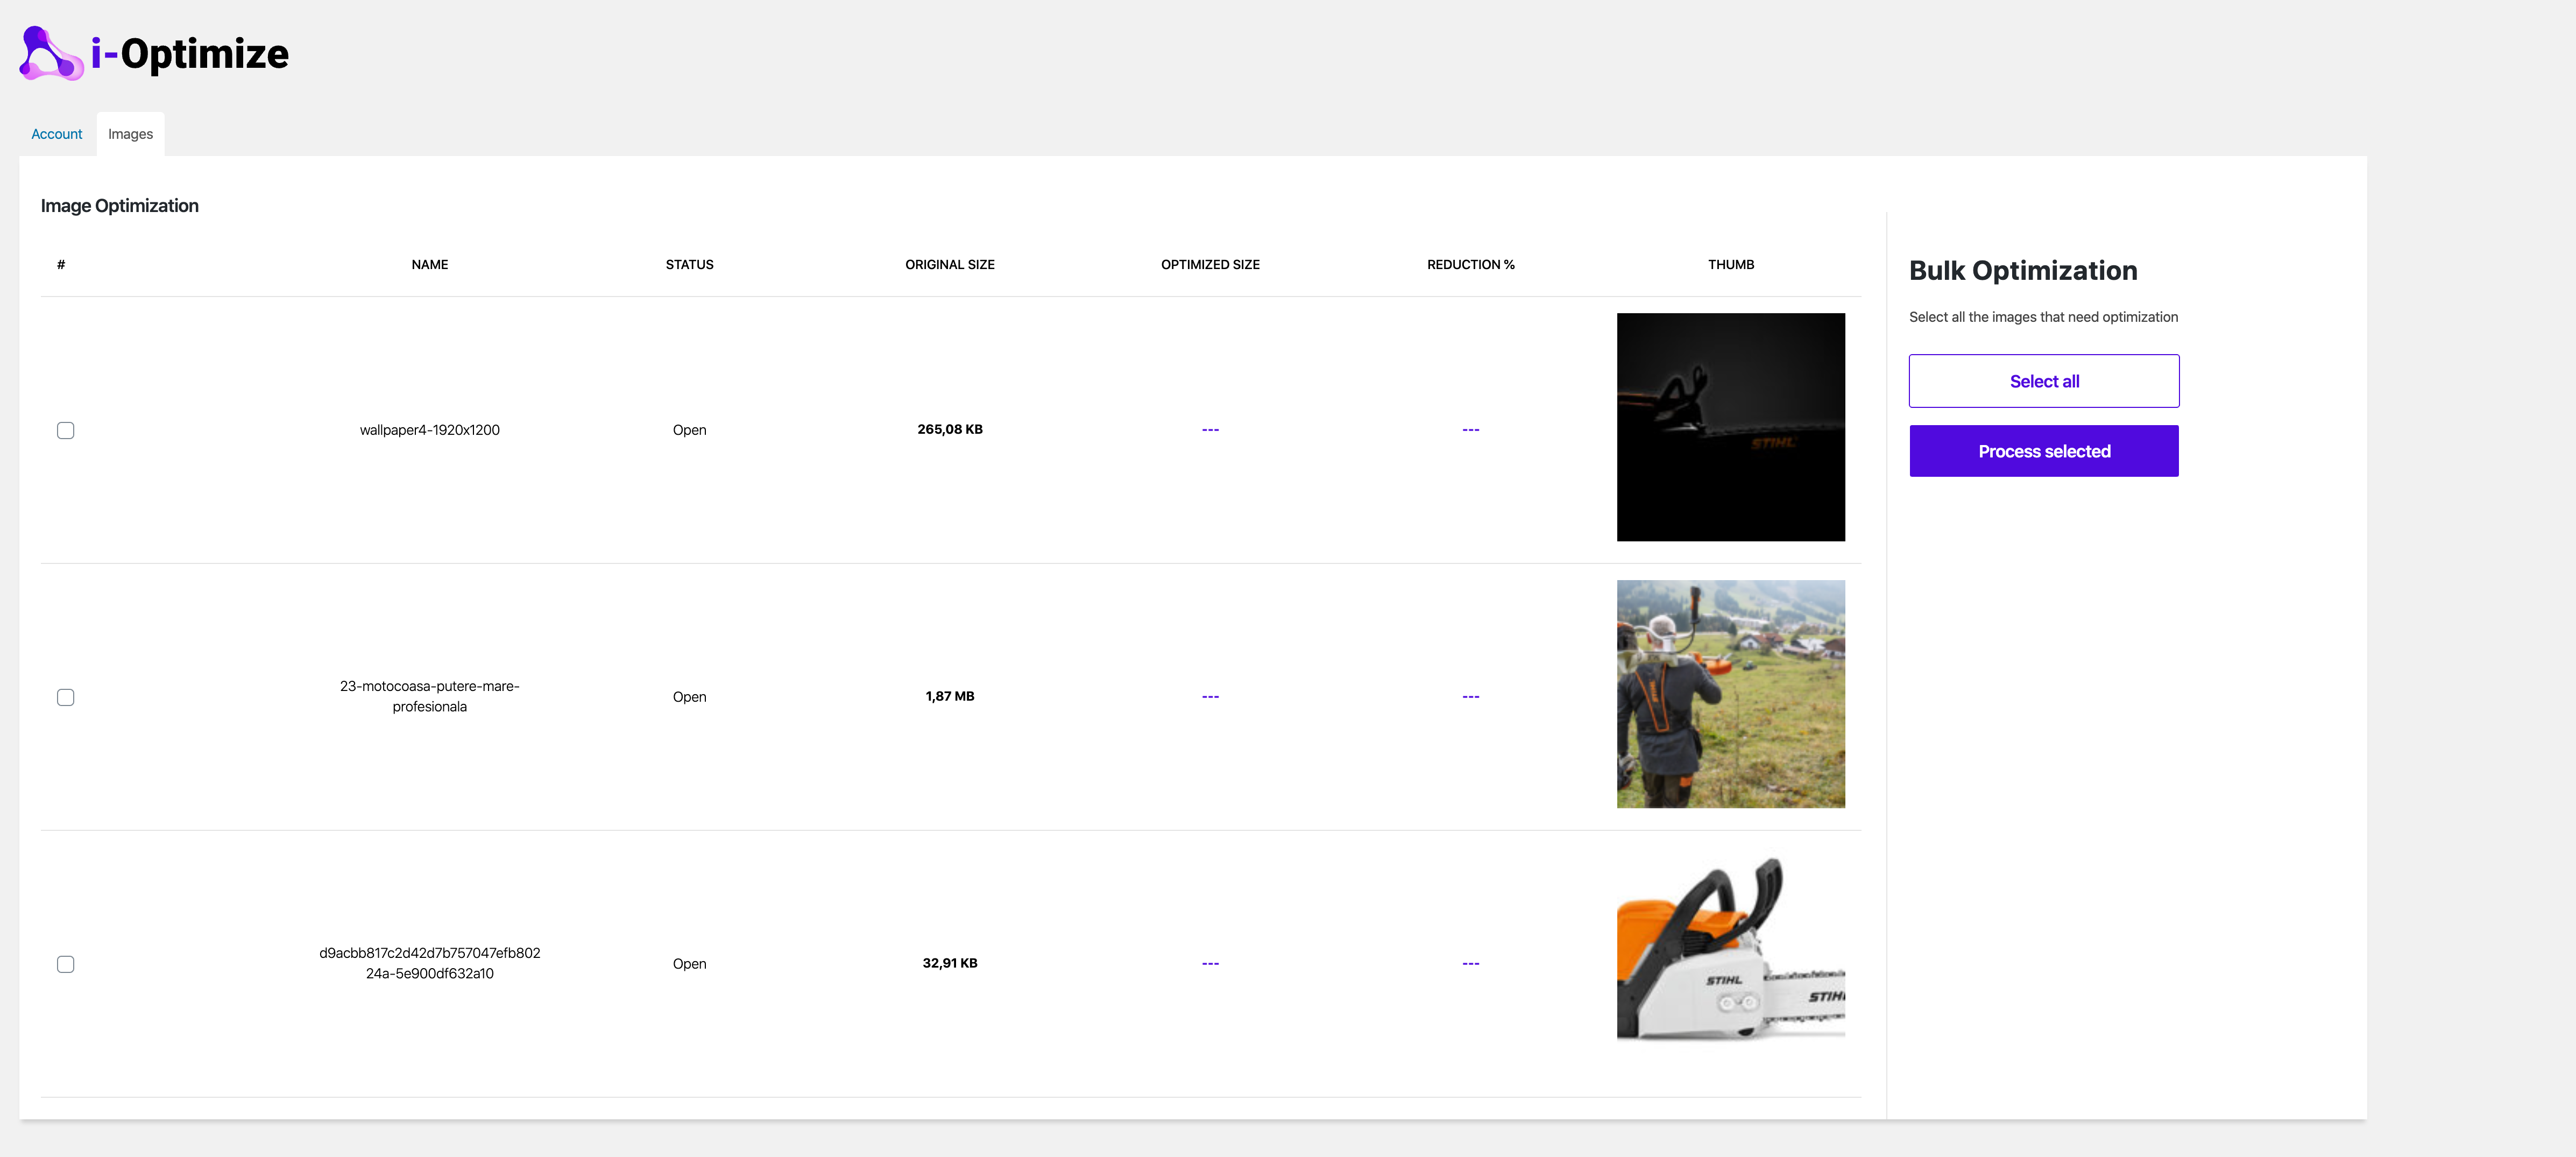 i-Optimize
Account
Images
Image Optimization
#
NAME
STATUS
ORIGINAL SIZE
OPTIMIZED SIZE
REDUCTION %
THUMB
wallpaper4-1920x1200
Open
265,08 KB
---
---
STIHL
23-motocoasa-putere-mare-
profesionala
Open
1,87 MB
---
---
d9acbb817c2d42d7b757047efb802
24a-5e900df632a10
Open
32,91 KB
---
---
STIHL
STIHL
Bulk Optimization
Select all the images that need optimization
Select all
Process selected